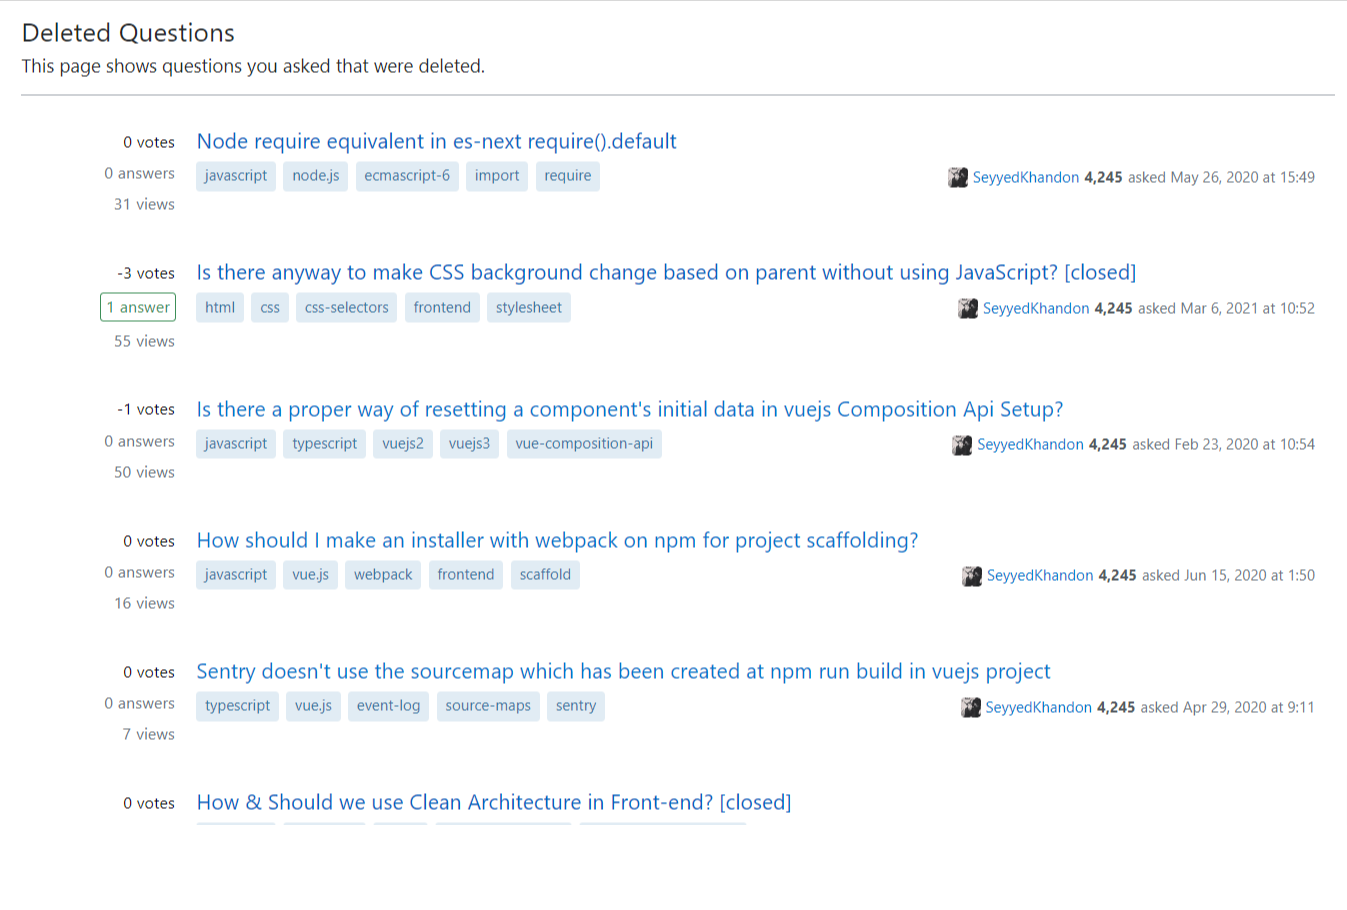 Deleted Questions
This page shows questions you asked that were deleted.
0 votes
Node require equivalent in es-next require().default
0 answers
javascript node.js ecmascript-6 import require
SeyyedKhandon 4,245 asked May 26, 2020 at 15:49
31 views
-3 votes
Is there anyway to make CSS background change based on parent without using JavaScript? [closed]
1 answer
html css css-selectors frontend stylesheet
SeyyedKhandon 4,245 asked Mar 6, 2021 at 10:52
55 views
-1 votes
Is there a proper way of resetting a component's initial data in vuejs Composition Api Setup?
0 answers
javascript typescript vuejs2 vuejs3 vue-composition-api
SeyyedKhandon 4,245 asked Feb 23, 2020 at 10:54
50 views
0 votes
How should I make an installer with webpack on npm for project scaffolding?
0 answers
javascript vue.js webpack frontend scaffold
SeyyedKhandon 4,245 asked Jun 15, 2020 at 1:50
16 views
0 votes
Sentry doesn't use the sourcemap which has been created at npm run build in vuejs project
0 answers
typescript vue.js event-log source-maps sentry
SeyyedKhandon 4,245 asked Apr 29, 2020 at 9:11
7 views
0 votes
How & Should we use Clean Architecture in Front-end? [closed]